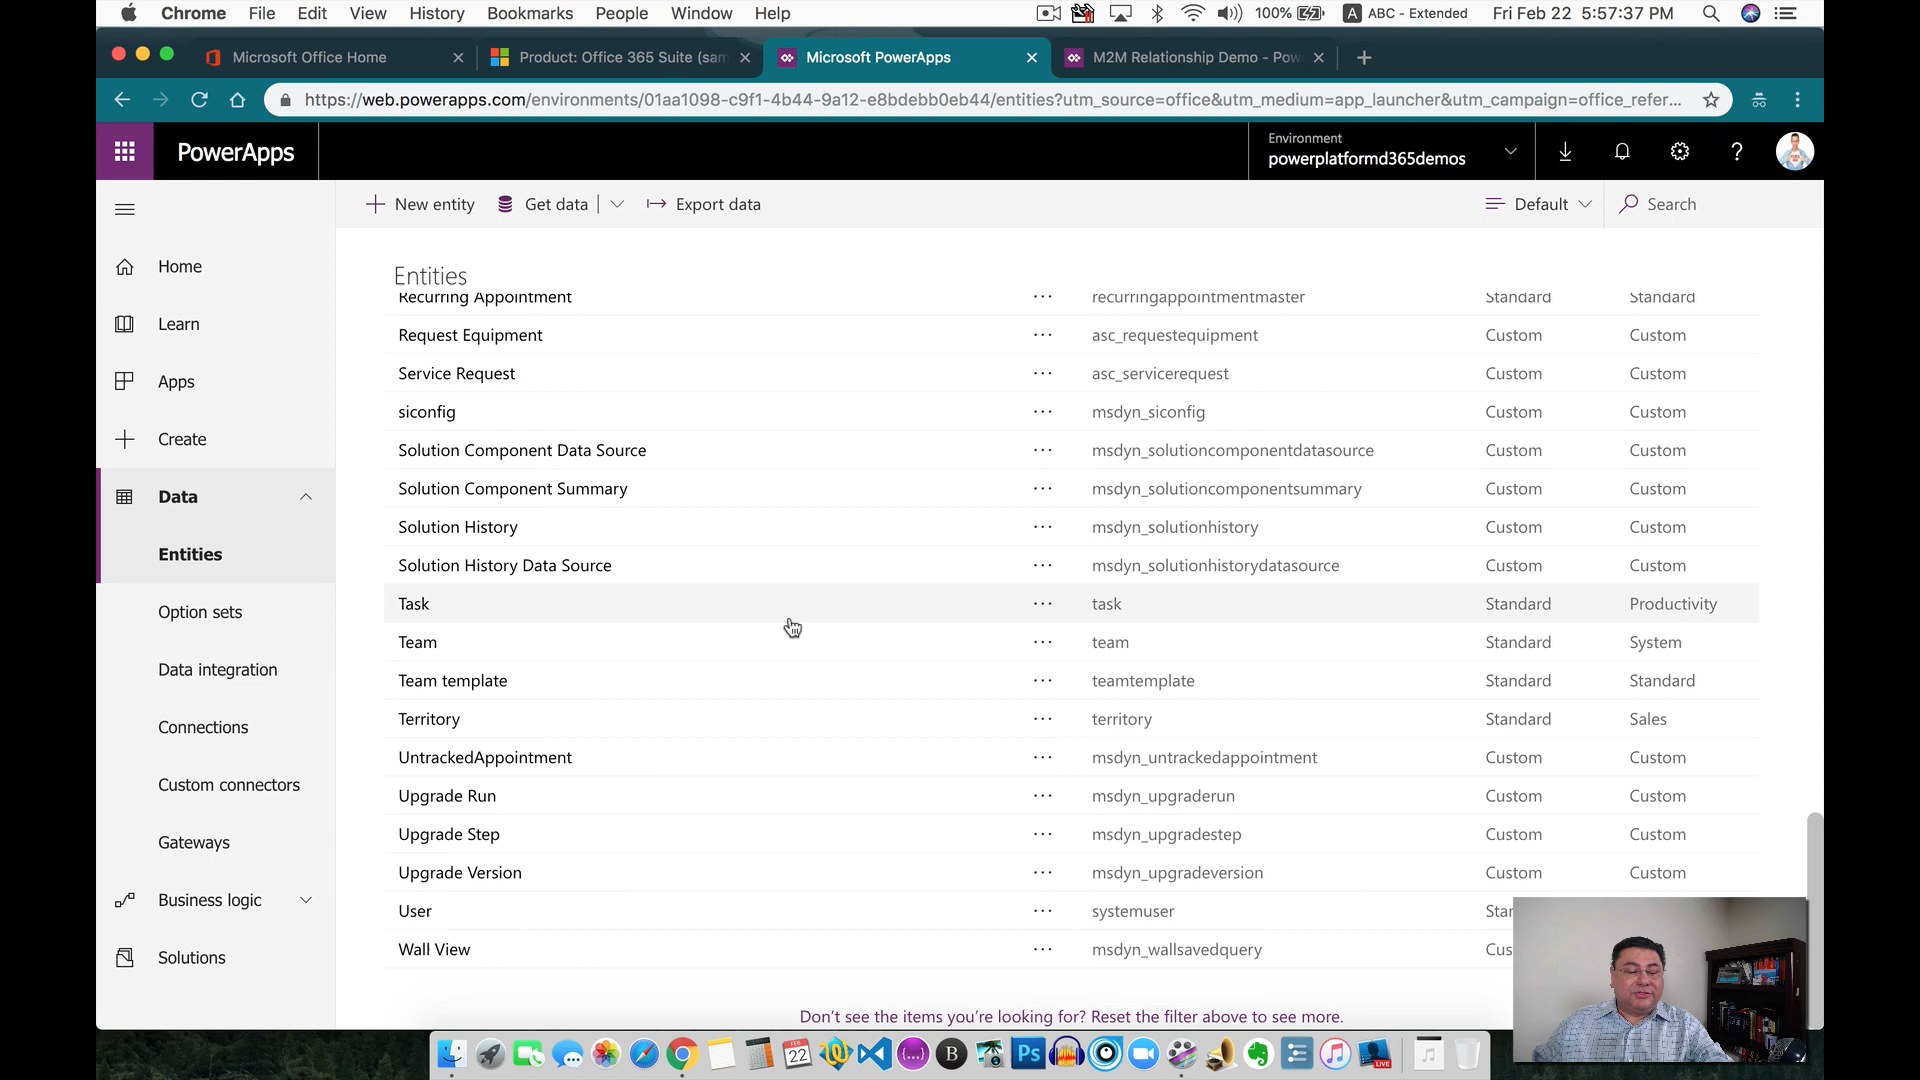 Chrome File Edit View History Bookmarks People Window Help 100% A ABC - Extended Fri Feb 22 5:57:37 PM
Microsoft Office Home Product: Office 365 Suite (sam Microsoft PowerApps M2M Relationship Demo - Pow
https://web.powerapps.com/environments/01aa1098-c9f1-4b44-9a12-e8bdebb0eb44/entities?utm_source=office&utm_medium=app_launcher&utm_campaign=office_refer...
PowerApps
Environment
powerplatformd365demos
?
New entity Get data Export data Default Search
Home
Learn
Apps
Create
Data
Entities
Option sets
Data integration
Connections
Custom connectors
Gateways
Business logic
Solutions
Entities
Recurring Appointment ... recurringappointmentmaster Standard Standard
Request Equipment ... asc_requestequipment Custom Custom
Service Request ... asc_servicerequest Custom Custom
siconfig ... msdyn_siconfig Custom Custom
Solution Component Data Source ... msdyn_solutioncomponentdatasource Custom Custom
Solution Component Summary ... msdyn_solutioncomponentsummary Custom Custom
Solution History ... msdyn_solutionhistory Custom Custom
Solution History Data Source ... msdyn_solutionhistorydatasource Custom Custom
Task ... task Standard Productivity
Team ... team Standard System
Team template ... teamtemplate Standard Standard
Territory ... territory Standard Sales
UntrackedAppointment ... msdyn_untrackedappointment Custom Custom
Upgrade Run ... msdyn_upgraderun Custom Custom
Upgrade Step ... msdyn_upgradestep Custom Custom
Upgrade Version ... msdyn_upgradeversion Custom Custom
User ... systemuser Star
Wall View ... msdyn_wallsavedquery Cus
Don't see the items you're looking for? Reset the filter above to see more.
FEB
22
{...}
B
Ps
LIVE